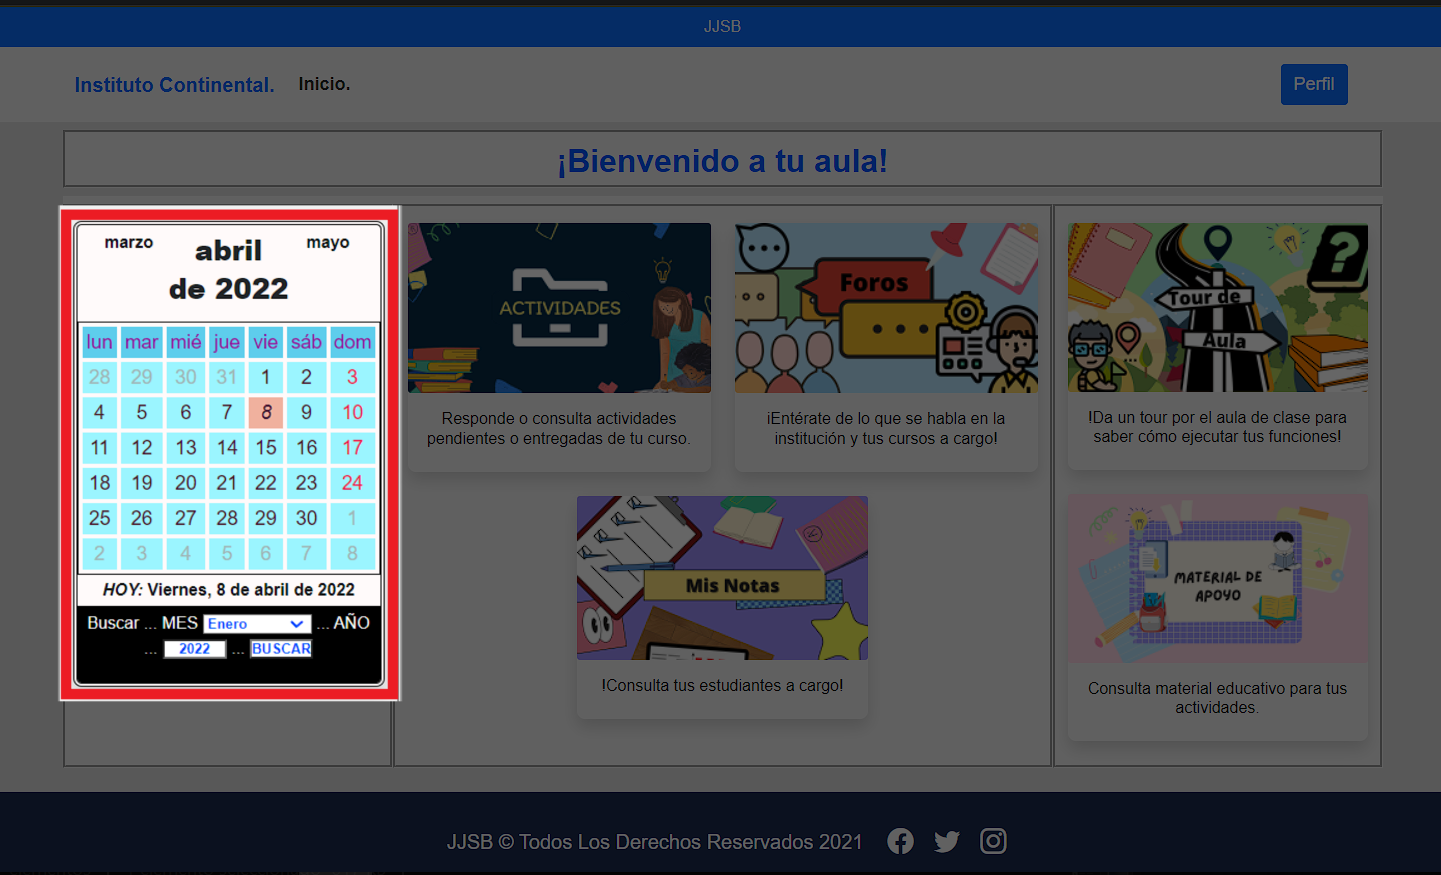 JJSB
Instituto Continental. Inicio. Perfil
¡Bienvenido a tu aula!
marzo abril mayo
de 2022
lun mar mié jue vie sáb dom
28 29 30 31 1 2 3
4 5 6 7 8 9 10
11 12 13 14 15 16 17
18 19 20 21 22 23 24
25 26 27 28 29 30 1
2 3 4 5 6 7 8
HOY: Viernes, 8 de abril de 2022
Buscar ... MES Enero ... AÑO
... 2022 ... BUSCAR
ACTIVIDADES
Responde o consulta actividades
pendientes o entregadas de tu curso.
Foros
¡Entérate de lo que se habla en la
institución y tus cursos a cargo!
Mis Notas
!Consulta tus estudiantes a cargo!
Tour de
Aula
!Da un tour por el aula de clase para
saber cómo ejecutar tus funciones!
MATERIAL DE
APOYO
Consulta material educativo para tus
actividades.
JJSB © Todos Los Derechos Reservados 2021